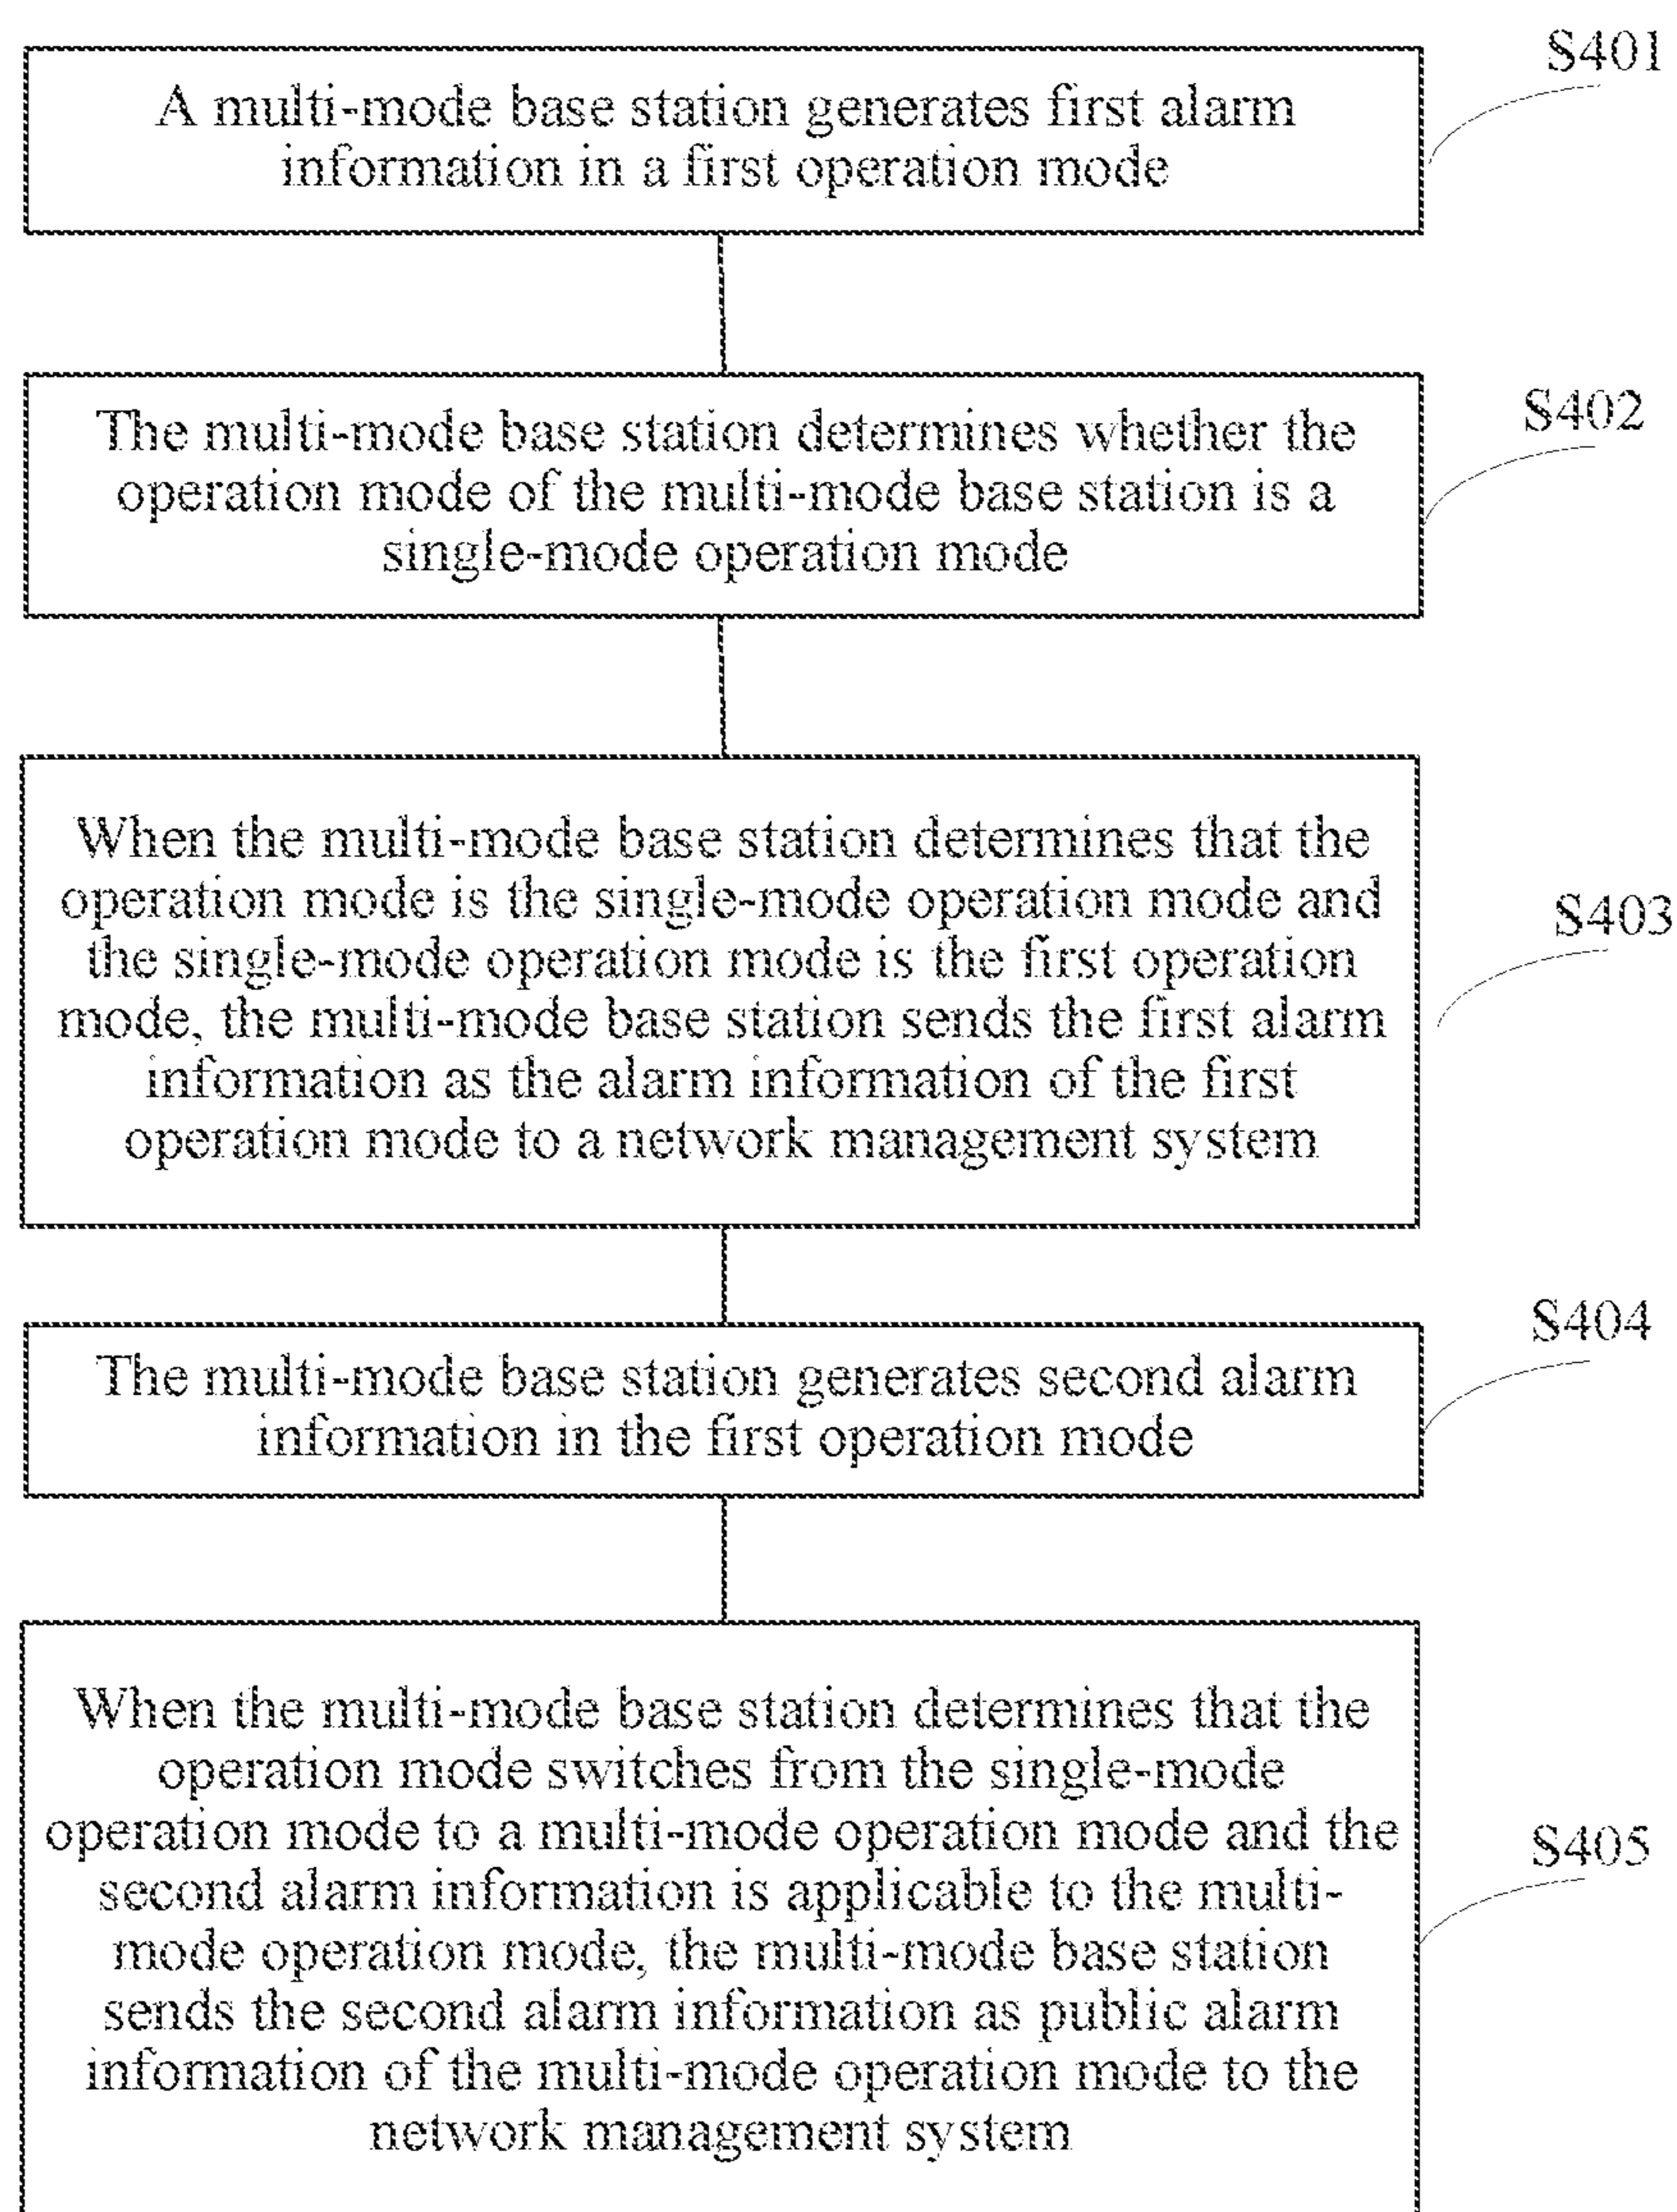 S401
A multi-mode base station generates first alarm
information in a first operation mode
S402
The multi-mode base station determines whether the
operation mode of the multi-mode base station is a
single-mode operation mode
When the multi-mode base station determines that the
operation mode is the single-mode operation mode and
the single-mode operation mode is the first operation
mode, the multi-mode base station sends the first alarm
information as the alarm information of the first
operation mode to a network management system
S403
S404
The multi-mode base station generates second alarm
information in the first operation mode
When the multi-mode base station determines that the
operation mode switches from the single-mode
operation mode to a multi-mode operation mode and the
second alarm information is applicable to the multi-
mode operation mode, the multi-mode base station
sends the second alarm information as public alarm
information of the multi-mode operation mode to the
network management system
S405